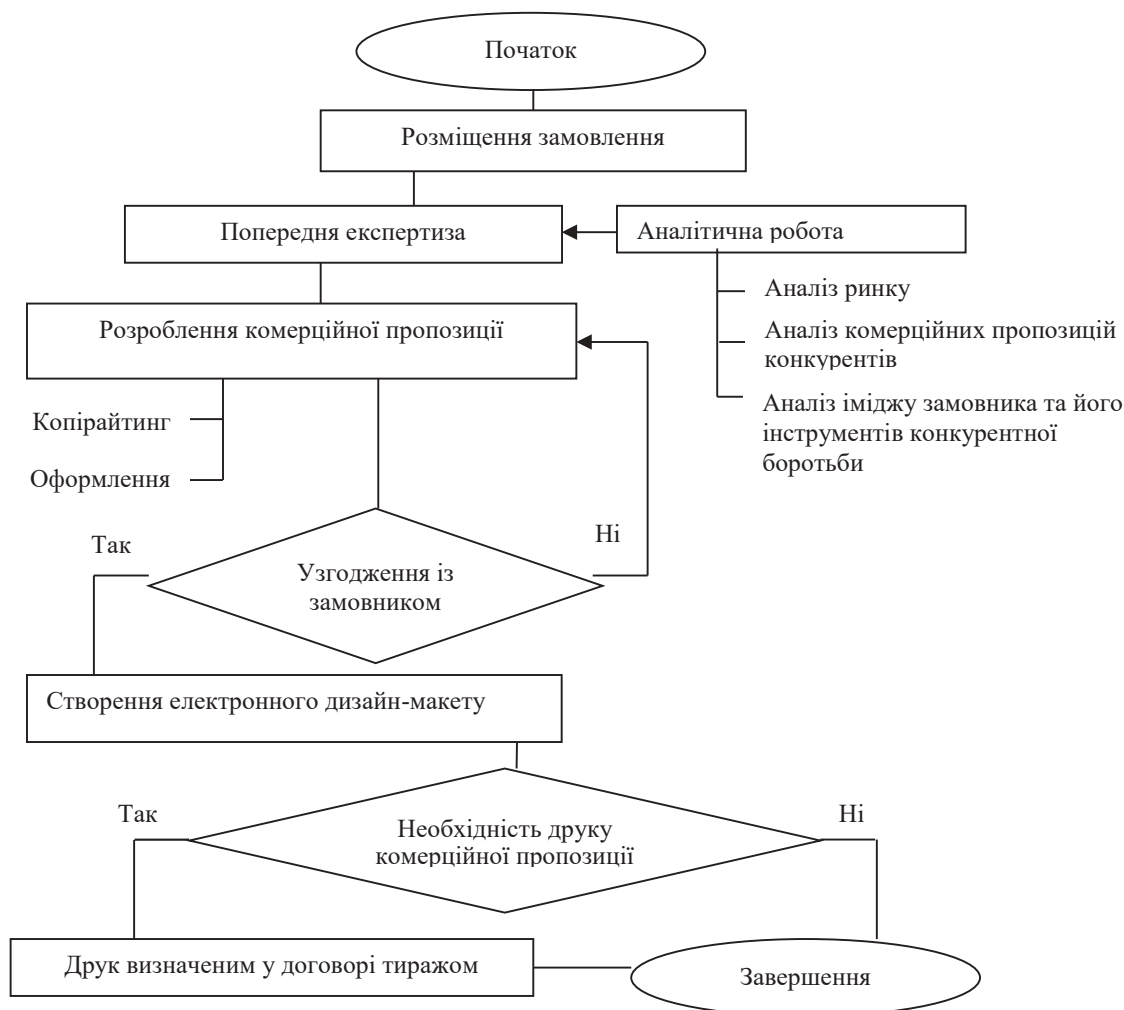 Початок
Розміщення замовлення
Попередня експертиза
Аналітична робота
Аналіз ринку
Аналіз комерційних пропозицій
конкурентів
Аналіз іміджу замовника та його
інструментів конкурентної
боротьби
Розроблення комерційної пропозиції
Копірайтинг
Оформлення
Так
Ні
Узгодження із
замовником
Створення електронного дизайн-макету
Так
Ні
Необхідність друку
комерційної пропозиції
Друк визначеним у договорі тиражом
Завершення